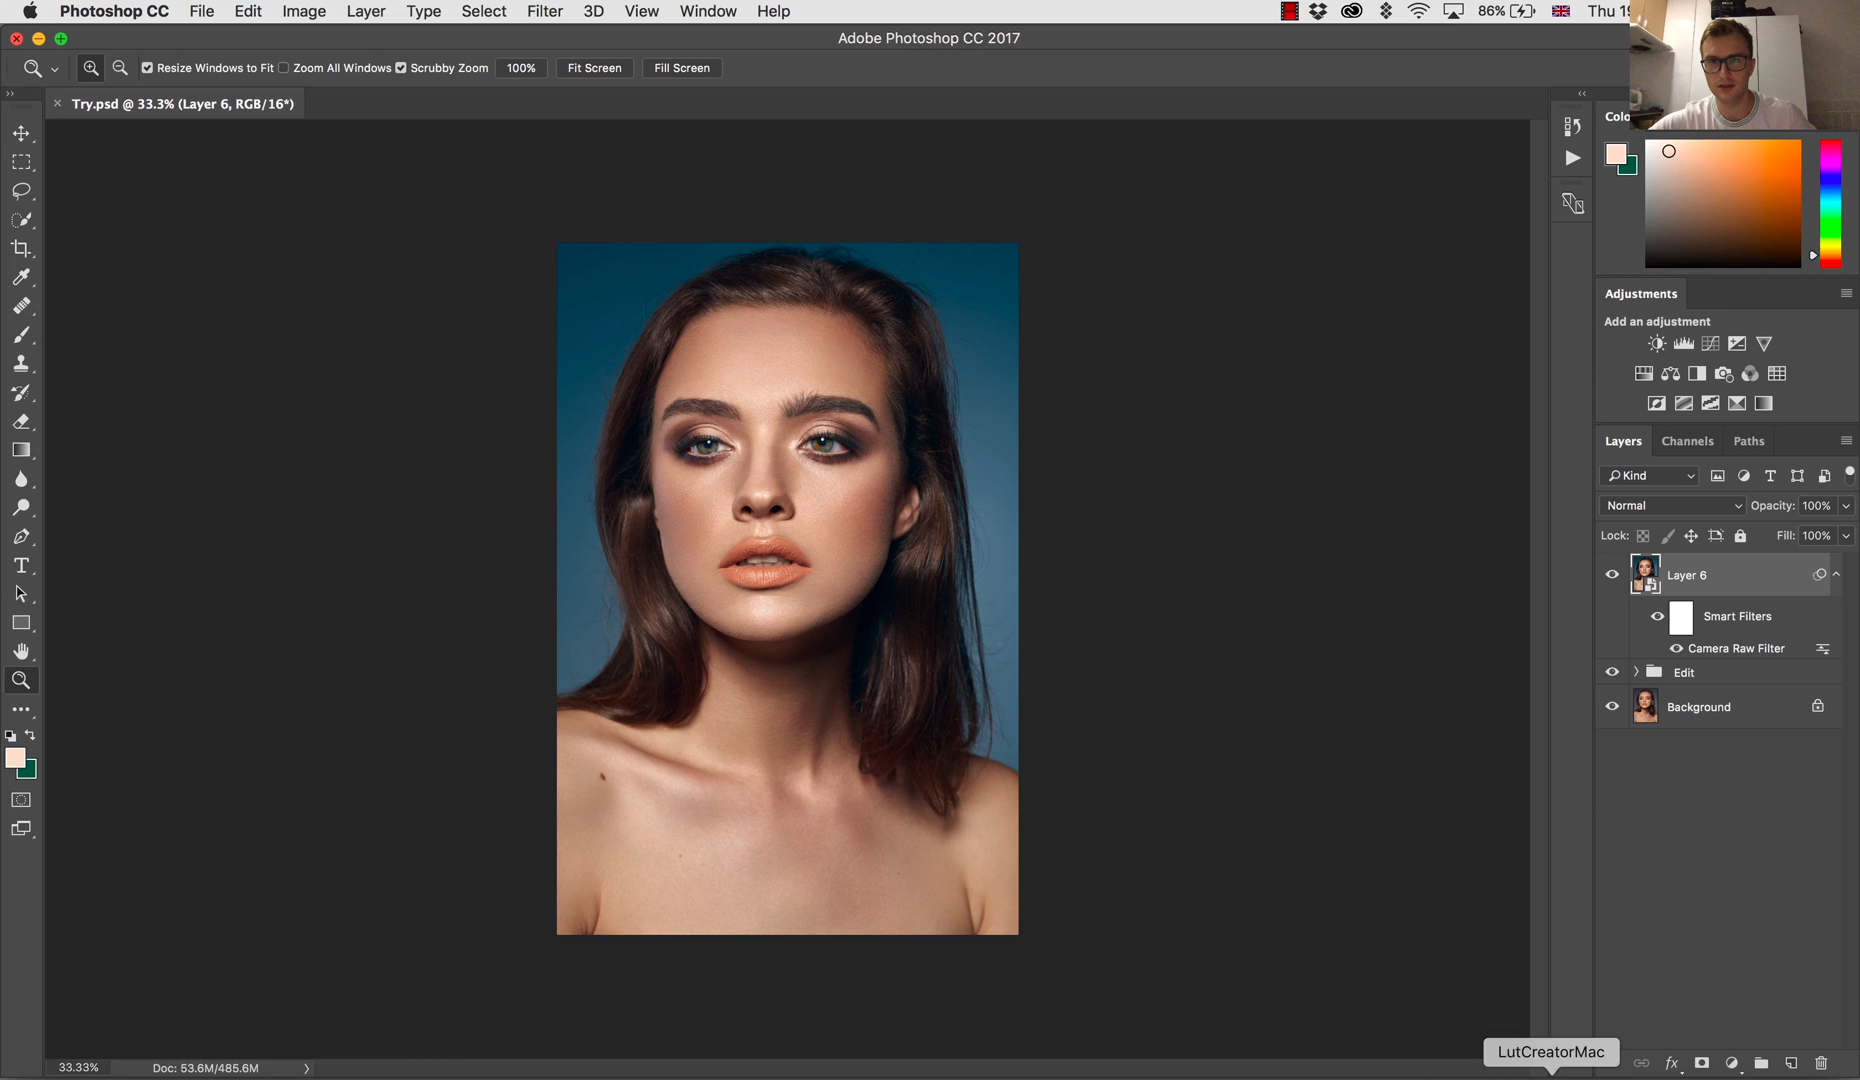 Photoshop CC File Edit Image Layer Type Select Filter 3D View Window Help 86% Thu 19
Adobe Photoshop CC 2017
Resize Windows to Fit Zoom All Windows Scrubby Zoom 100% Fit Screen Fill Screen
Try.psd @ 33.3% (Layer 6, RGB/16*)
Colo
Adjustments
Add an adjustment
Layers Channels Paths
Kind
Normal Opacity: 100%
Lock: Fill: 100%
Layer 6
Smart Filters
Camera Raw Filter
Edit
Background
LutCreatorMac
33.33% Doc: 53.6M/485.6M